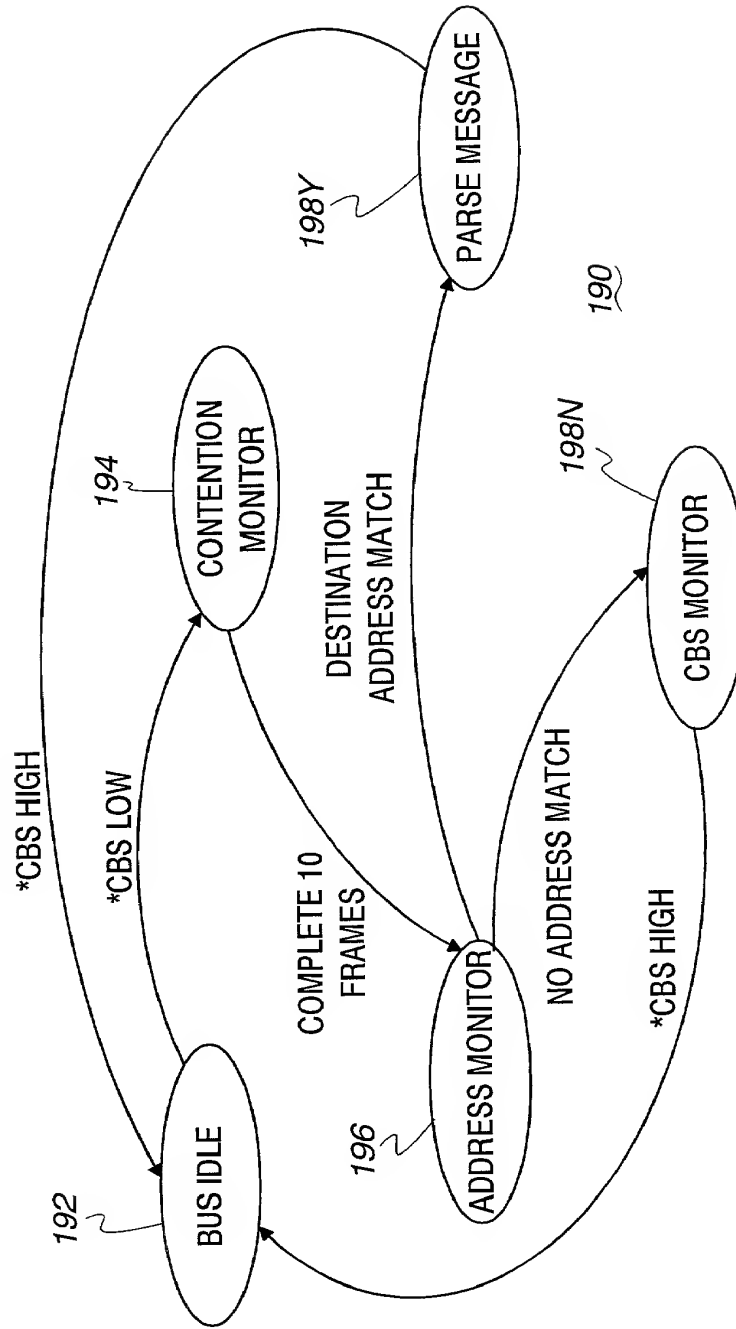 *CBS HIGH
*CBS LOW
192
BUS IDLE
194
CONTENTION
MONITOR
198Y
PARSE MESSAGE
COMPLETE 10
FRAMES
DESTINATION
ADDRESS MATCH
190
196
ADDRESS MONITOR
NO ADDRESS MATCH
198N
CBS MONITOR
*CBS HIGH